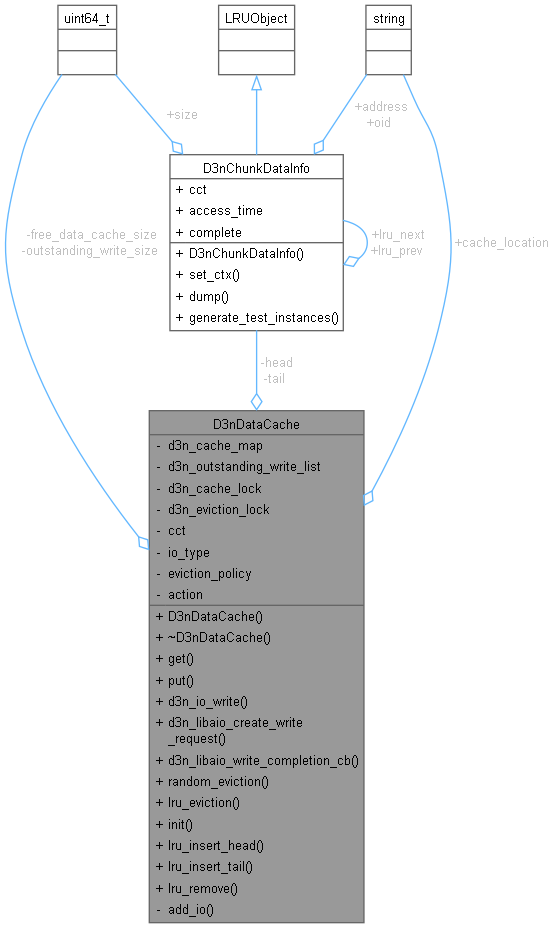 uint64_t
LRUObject
string
+size
+address
+oid
D3nChunkDataInfo
+ cct
+ access_time
+ complete
+ D3nChunkDataInfo()
+ set_ctx()
+ dump()
+ generate_test_instances()
+lru_next
+lru_prev
-free_data_cache_size
-outstanding_write_size
+cache_location
-head
-tail
D3nDataCache
- d3n_cache_map
- d3n_outstanding_write_list
- d3n_cache_lock
- d3n_eviction_lock
- cct
- io_type
- eviction_policy
- action
+ D3nDataCache()
+ ~D3nDataCache()
+ get()
+ put()
+ d3n_io_write()
+ d3n_libaio_create_write
_request()
+ d3n_libaio_write_completion_cb()
+ random_eviction()
+ lru_eviction()
+ init()
+ lru_insert_head()
+ lru_insert_tail()
+ lru_remove()
- add_io()